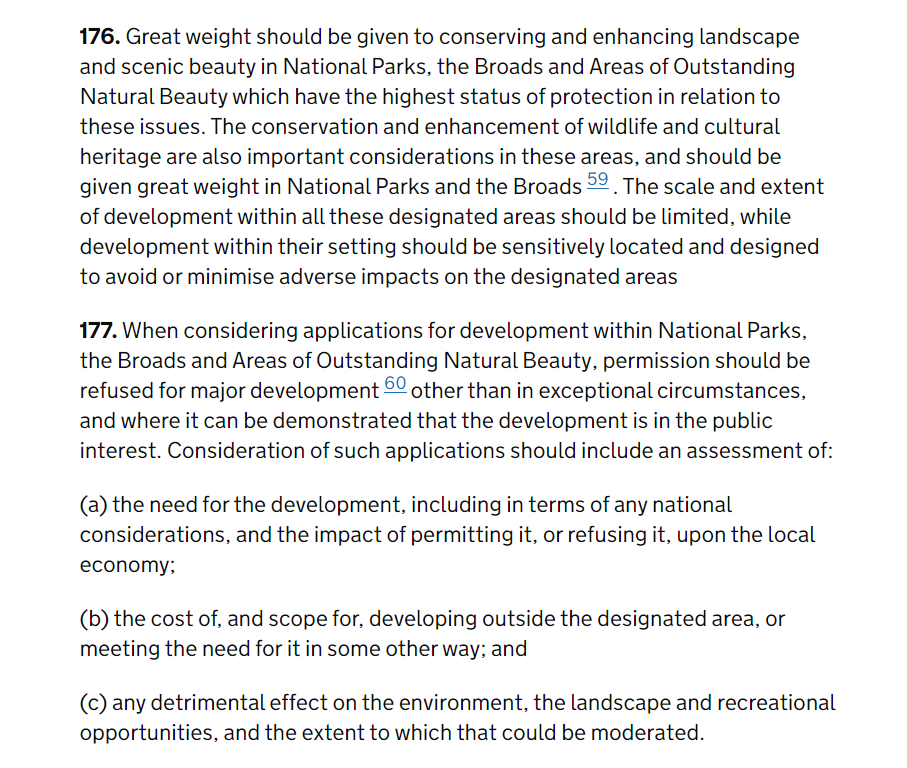 176. Great weight should be given to conserving and enhancing landscape
and scenic beauty in National Parks, the Broads and Areas of Outstanding
Natural Beauty which have the highest status of protection in relation to
these issues. The conservation and enhancement of wildlife and cultural
heritage are also important considerations in these areas, and should be
given great weight in National Parks and the Broads 59 . The scale and extent
of development within all these designated areas should be limited, while
development within their setting should be sensitively located and designed
to avoid or minimise adverse impacts on the designated areas
177. When considering applications for development within National Parks,
the Broads and Areas of Outstanding Natural Beauty, permission should be
refused for major development 60 other than in exceptional circumstances,
and where it can be demonstrated that the development is in the public
interest. Consideration of such applications should include an assessment of:
(a) the need for the development, including in terms of any national
considerations, and the impact of permitting it, or refusing it, upon the local
economy;
(b) the cost of, and scope for, developing outside the designated area, or
meeting the need for it in some other way; and
(c) any detrimental effect on the environment, the landscape and recreational
opportunities, and the extent to which that could be moderated.